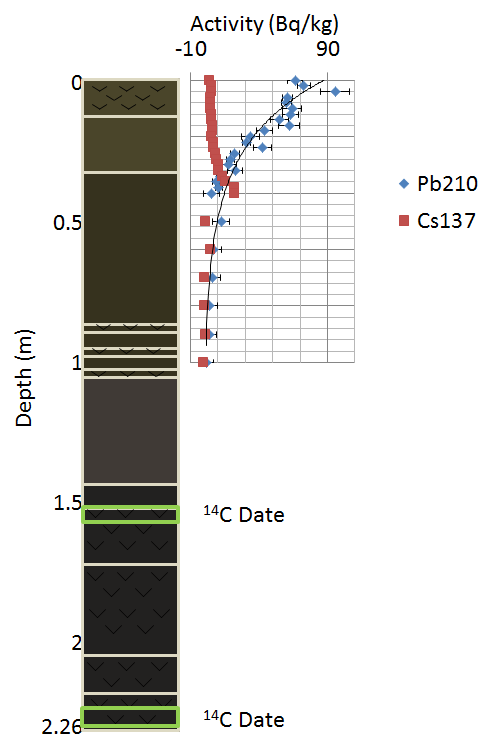 Activity (Bq/kg)
-10 90
0
Pb210
Cs137
0.5
Depth (m)
1
1.5
¹⁴C Date
2
¹⁴C Date
2.26